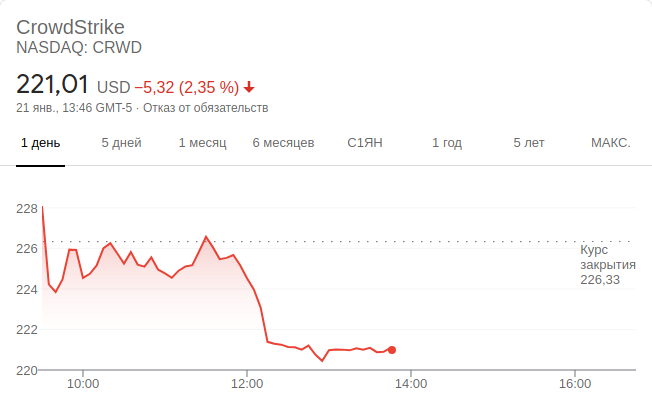 CrowdStrike
NASDAQ: CRWD
221,01 USD −5,32 (2,35 %)
21 янв., 13:46 GMT-5 · Отказ от обязательств
1 день 5 дней 1 месяц 6 месяцев С1ЯН 1 год 5 лет МАКС.
228
226
224
222
220
Курс
закрытия
226,33
10:00 12:00 14:00 16:00